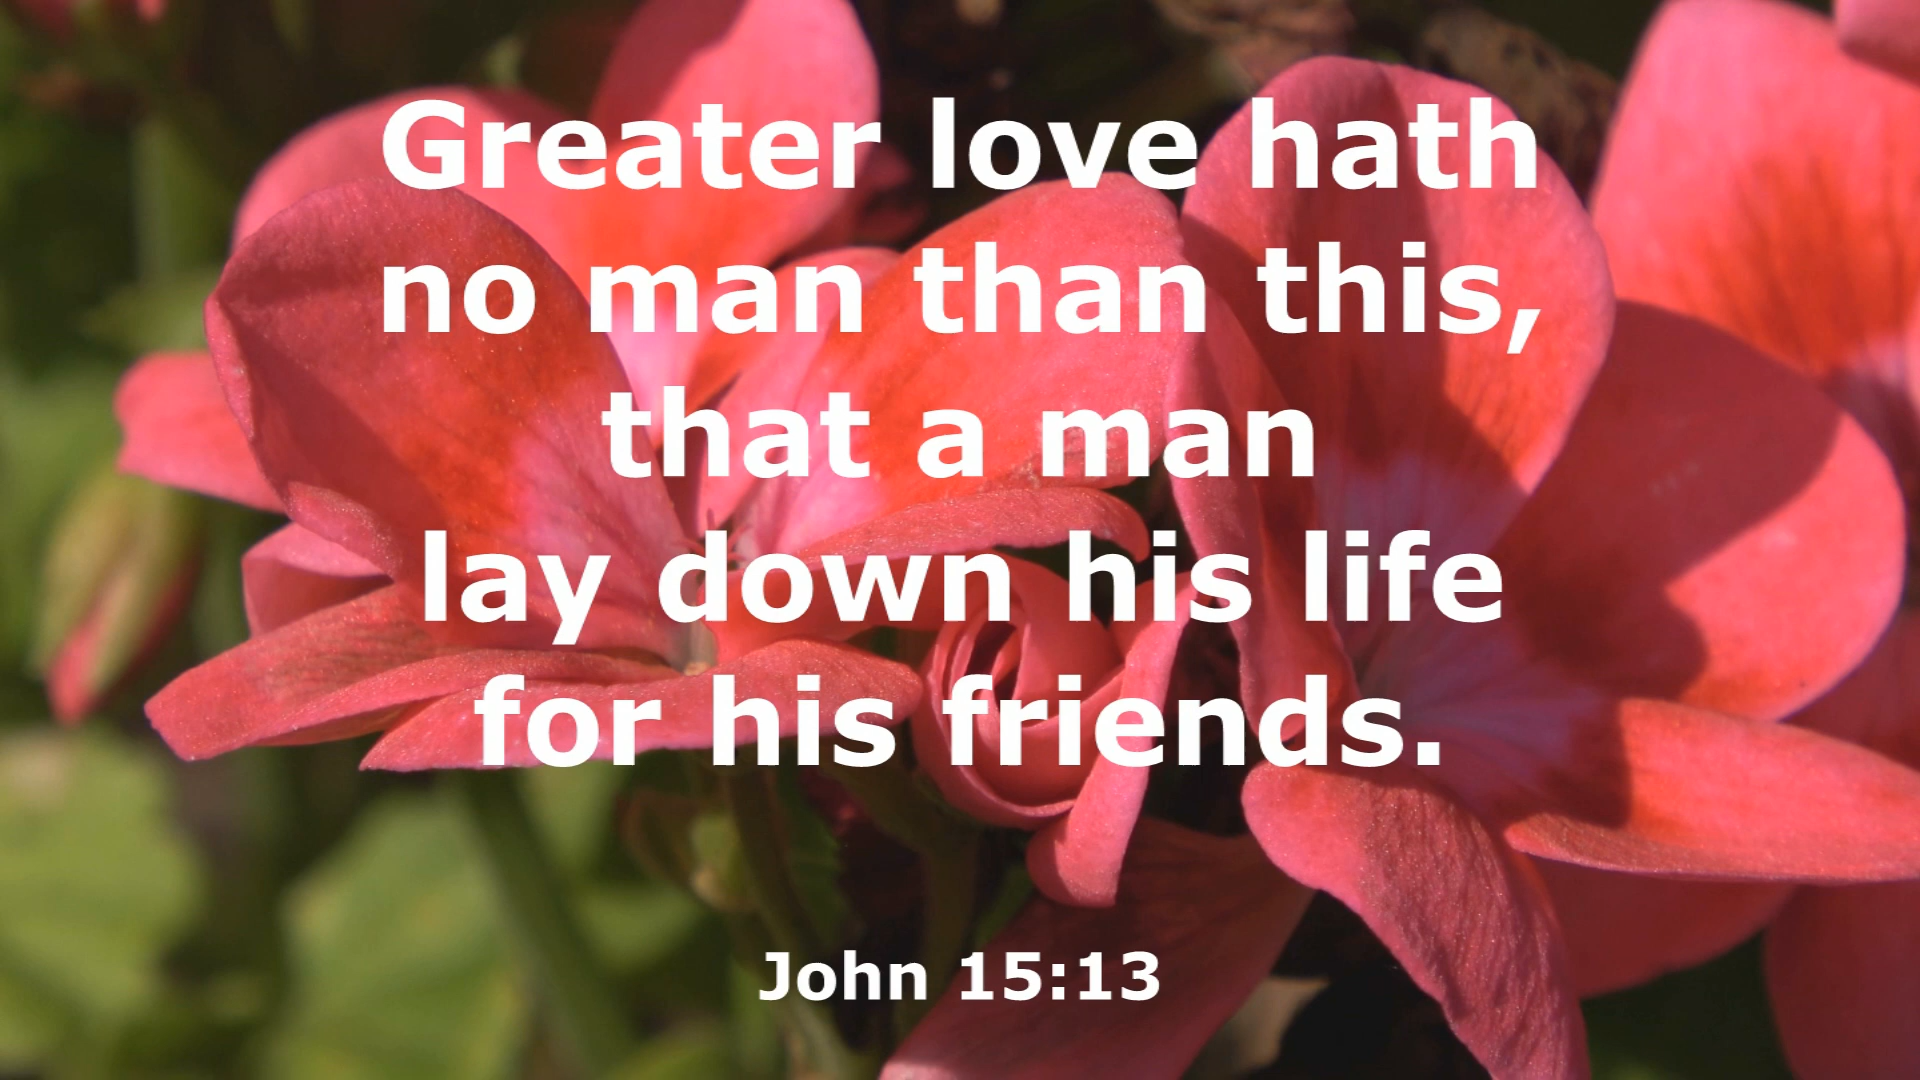 Greater love hath
no man than this,
that a man
lay down his life
for his friends.
John 15:13